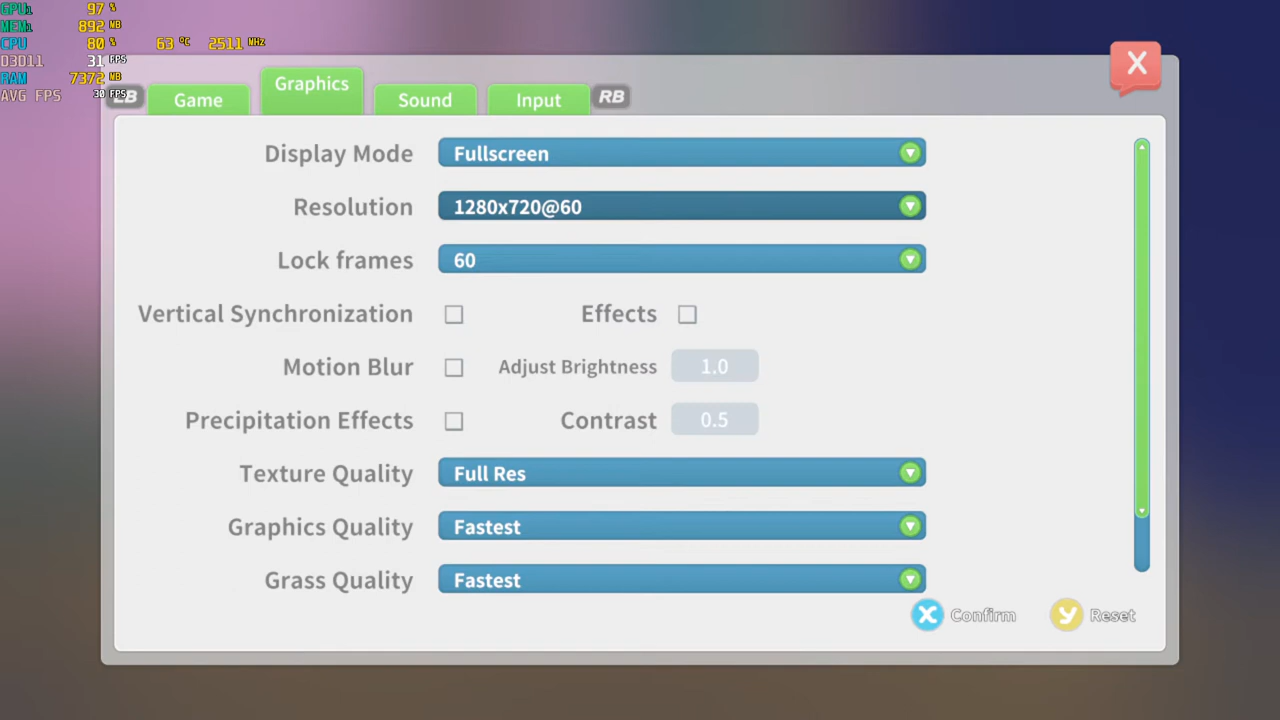 GPU1 97 %
MEM1 892 MB
CPU 80 % 63 °C 2511 MHz
D3D11 31 FPS
RAM 7372 MB
AVG FPS 30 FPS
LB Game Graphics Sound Input RB
X
Display Mode Fullscreen
Resolution 1280x720@60
Lock frames 60
Vertical Synchronization Effects
Motion Blur Adjust Brightness 1.0
Precipitation Effects Contrast 0.5
Texture Quality Full Res
Graphics Quality Fastest
Grass Quality Fastest
X Confirm Y Reset